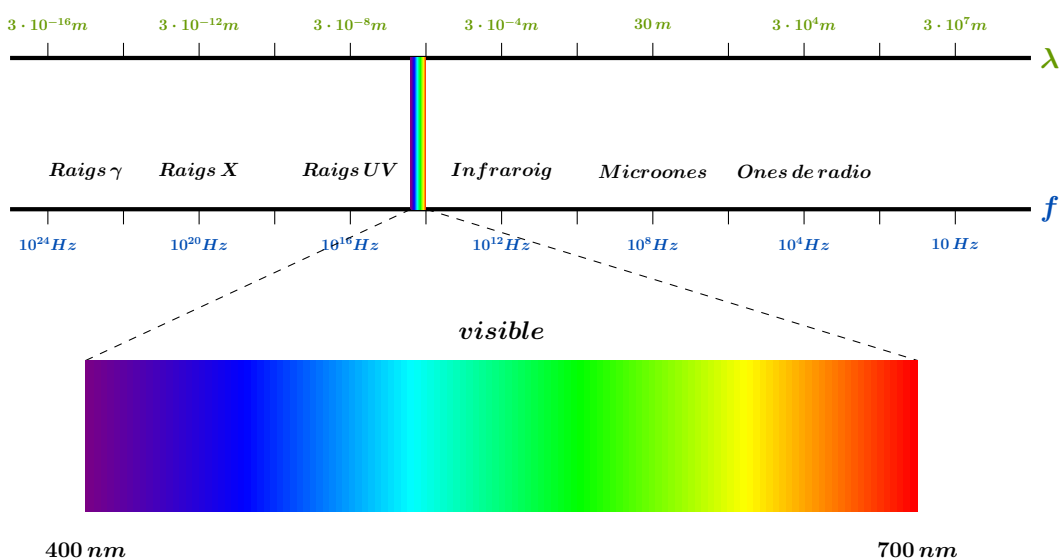 3 · 10⁻¹⁶m 3 · 10⁻¹²m 3 · 10⁻⁸m 3 · 10⁻⁴m 30 m 3 · 10⁴m 3 · 10⁷m
λ
Raigs γ Raigs X Raigs UV Infraroig Microones Ones de radio
f
10²⁴Hz 10²⁰Hz 10¹⁶Hz 10¹²Hz 10⁸Hz 10⁴Hz 10 Hz
visible
400 nm 700 nm